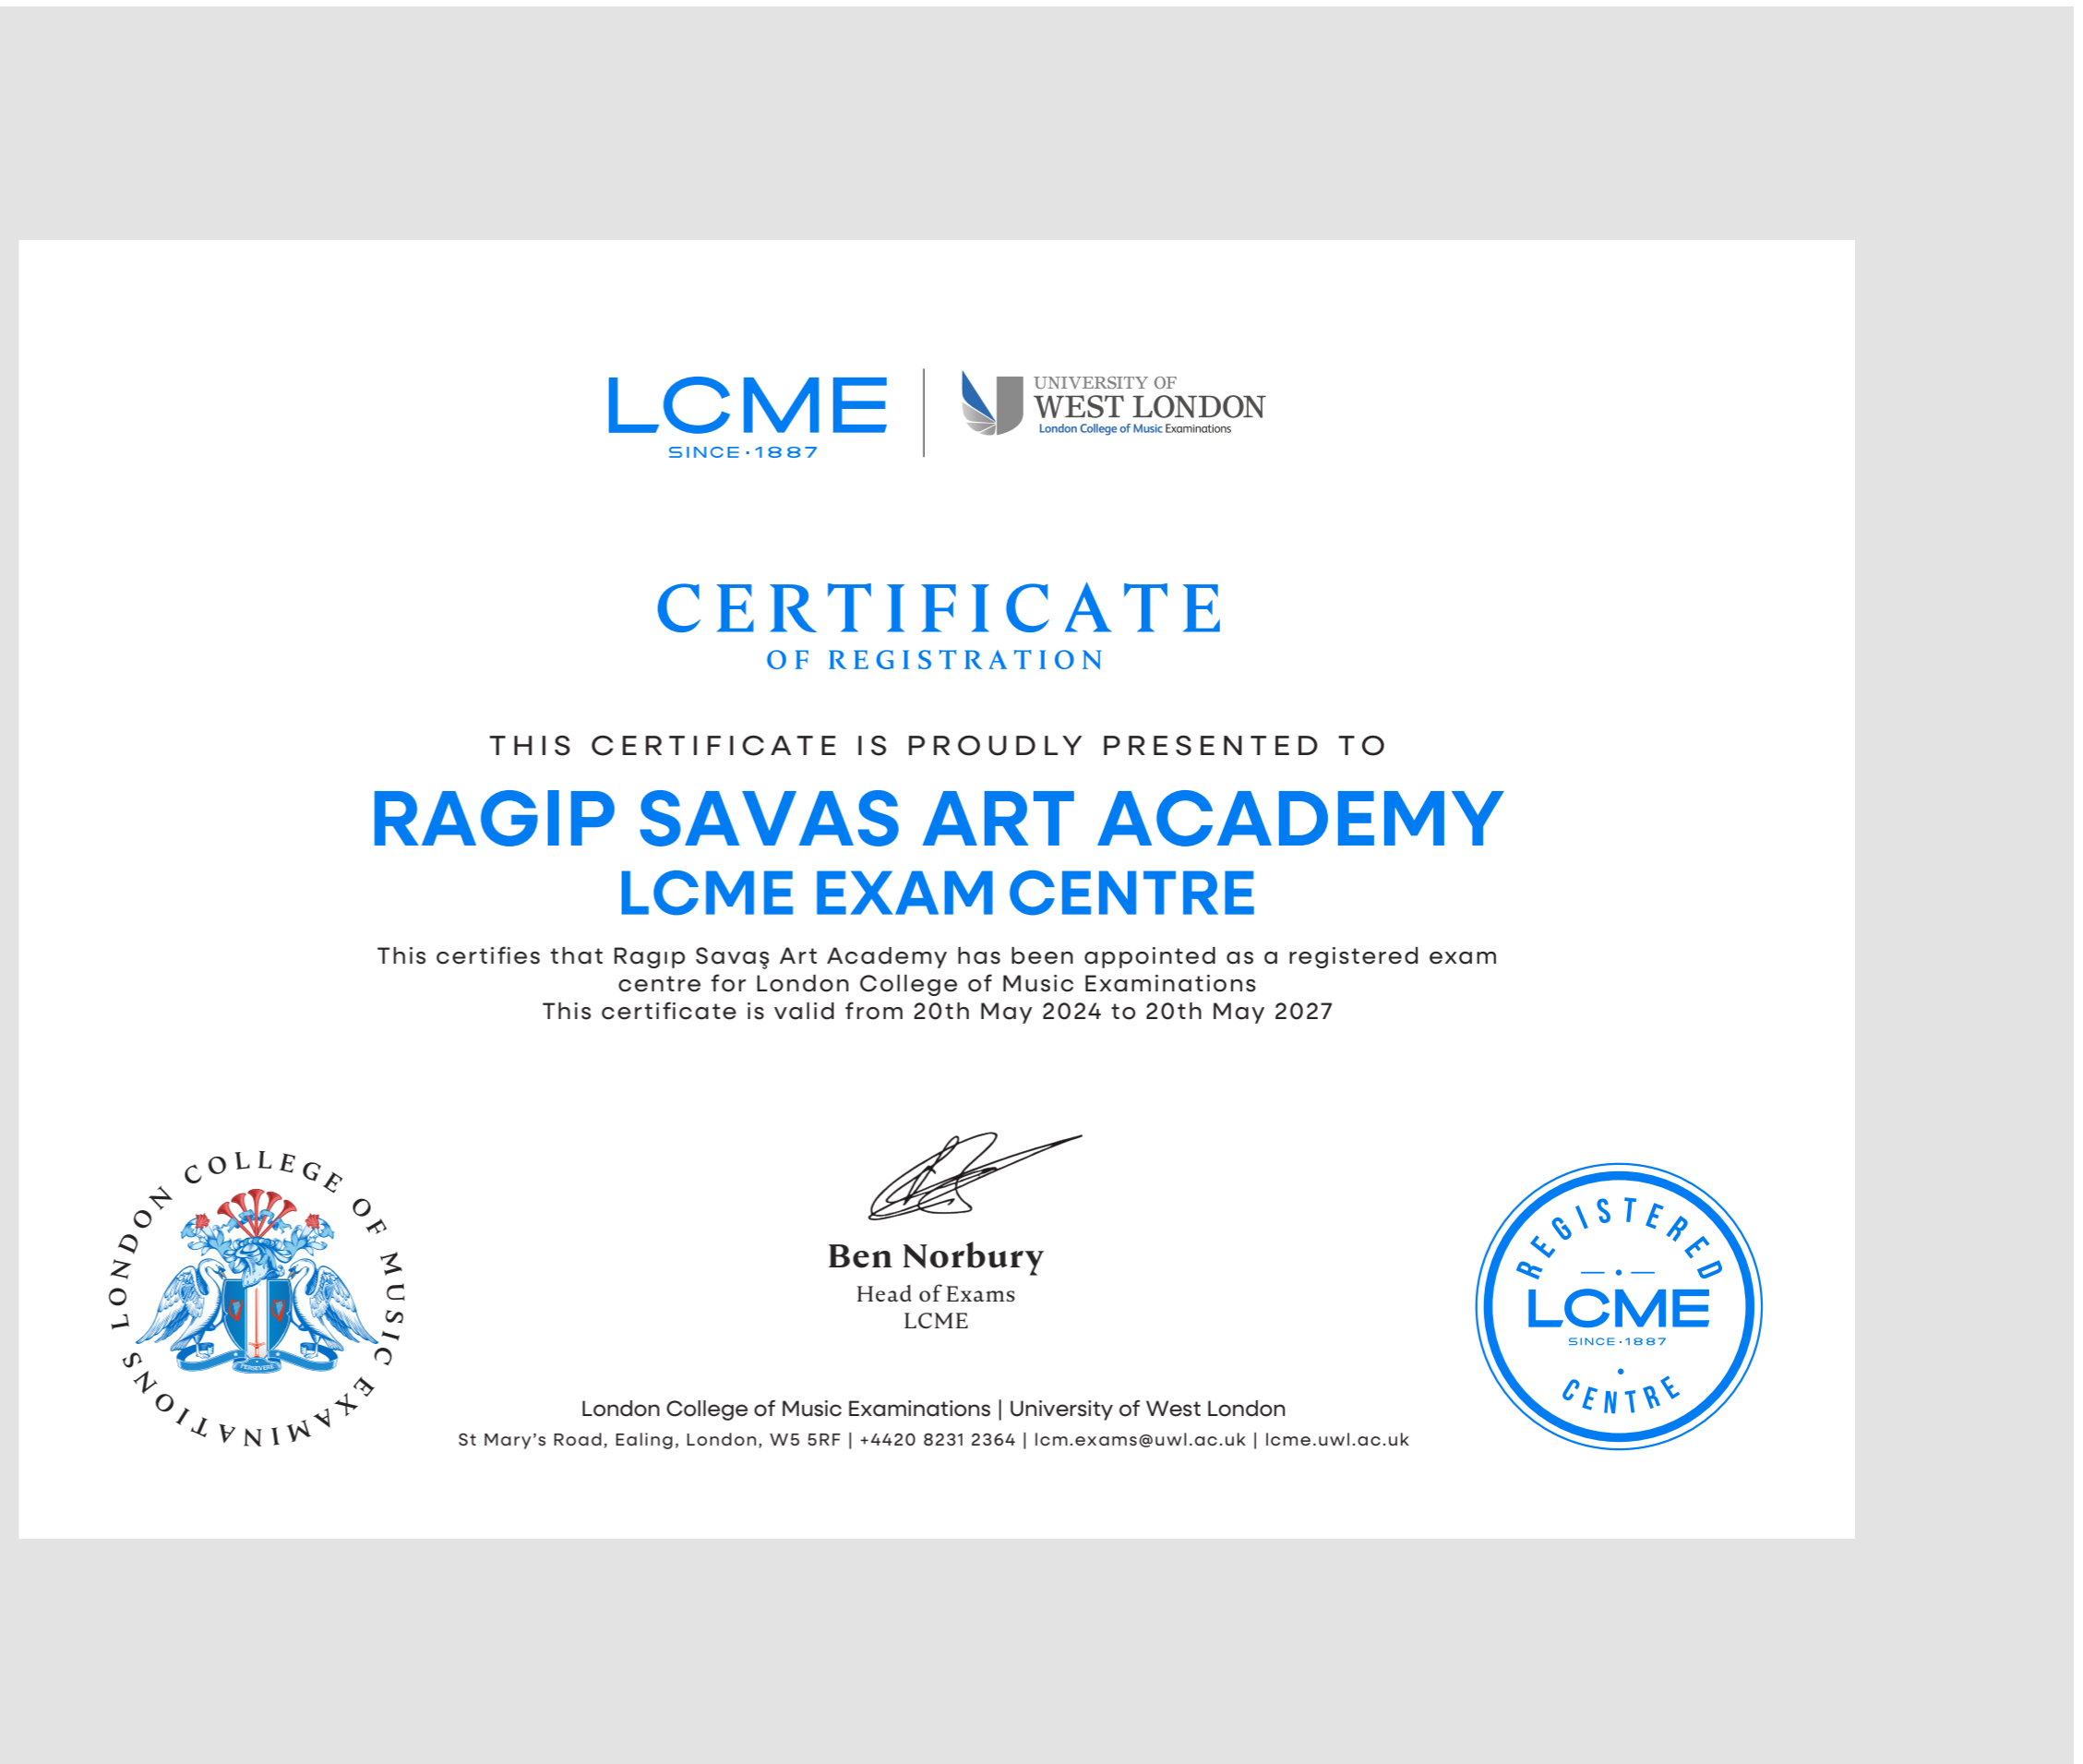 LCME
SINCE·1887
UNIVERSITY OF
WEST LONDON
London College of Music Examinations
CERTIFICATE
OF REGISTRATION
THIS CERTIFICATE IS PROUDLY PRESENTED TO
RAGIP SAVAS ART ACADEMY
LCME EXAM CENTRE
This certifies that Ragıp Savaş Art Academy has been appointed as a registered exam
centre for London College of Music Examinations
This certificate is valid from 20th May 2024 to 20th May 2027
LONDON COLLEGE OF MUSIC EXAMINATIONS
PERSEVERE
Ben Norbury
Head of Exams
LCME
REGISTERED
LCME
SINCE·1887
CENTRE
London College of Music Examinations | University of West London
St Mary’s Road, Ealing, London, W5 5RF | +4420 8231 2364 | lcm.exams@uwl.ac.uk | lcme.uwl.ac.uk